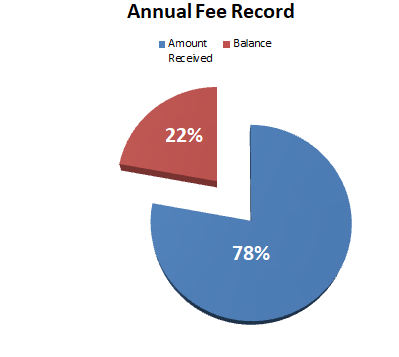 Annual Fee Record
Amount Received
Balance
22%
78%